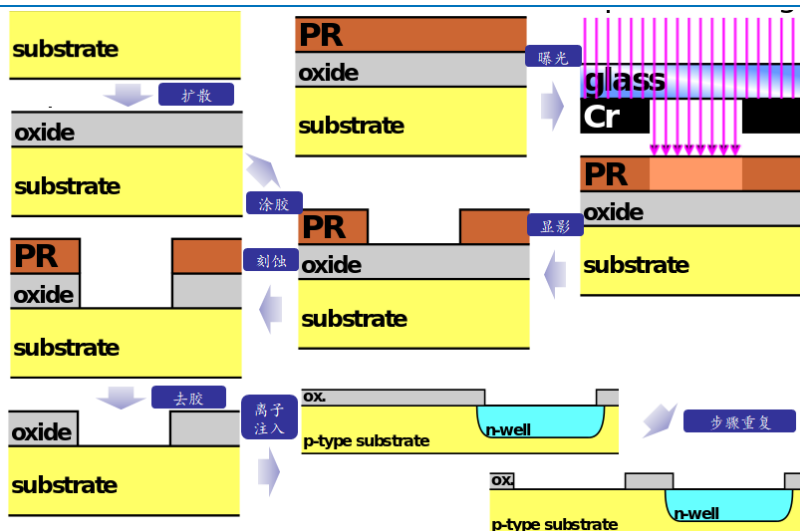 substrate
扩散
oxide
substrate
涂胶
PR
oxide
substrate
曝光
glass
Cr
PR
oxide
substrate
显影
PR
oxide
substrate
刻蚀
PR
oxide
substrate
去胶
oxide
substrate
离子
注入
ox.
n-well
p-type substrate
步骤重复
ox.
n-well
p-type substrate